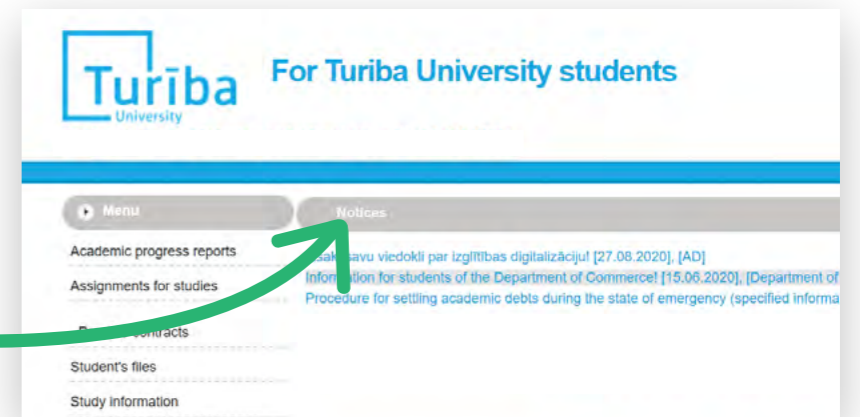 Turība
University
For Turiba University students
Menu
Notices
Academic progress reports
Assignments for studies
contracts
Student's files
Study information
savu viedokli par izglītības digitalizāciju! [27.08.2020], [AD]
Information for students of the Department of Commerce! [15.06.2020], [Department of
Procedure for settling academic debts during the state of emergency (specified informa